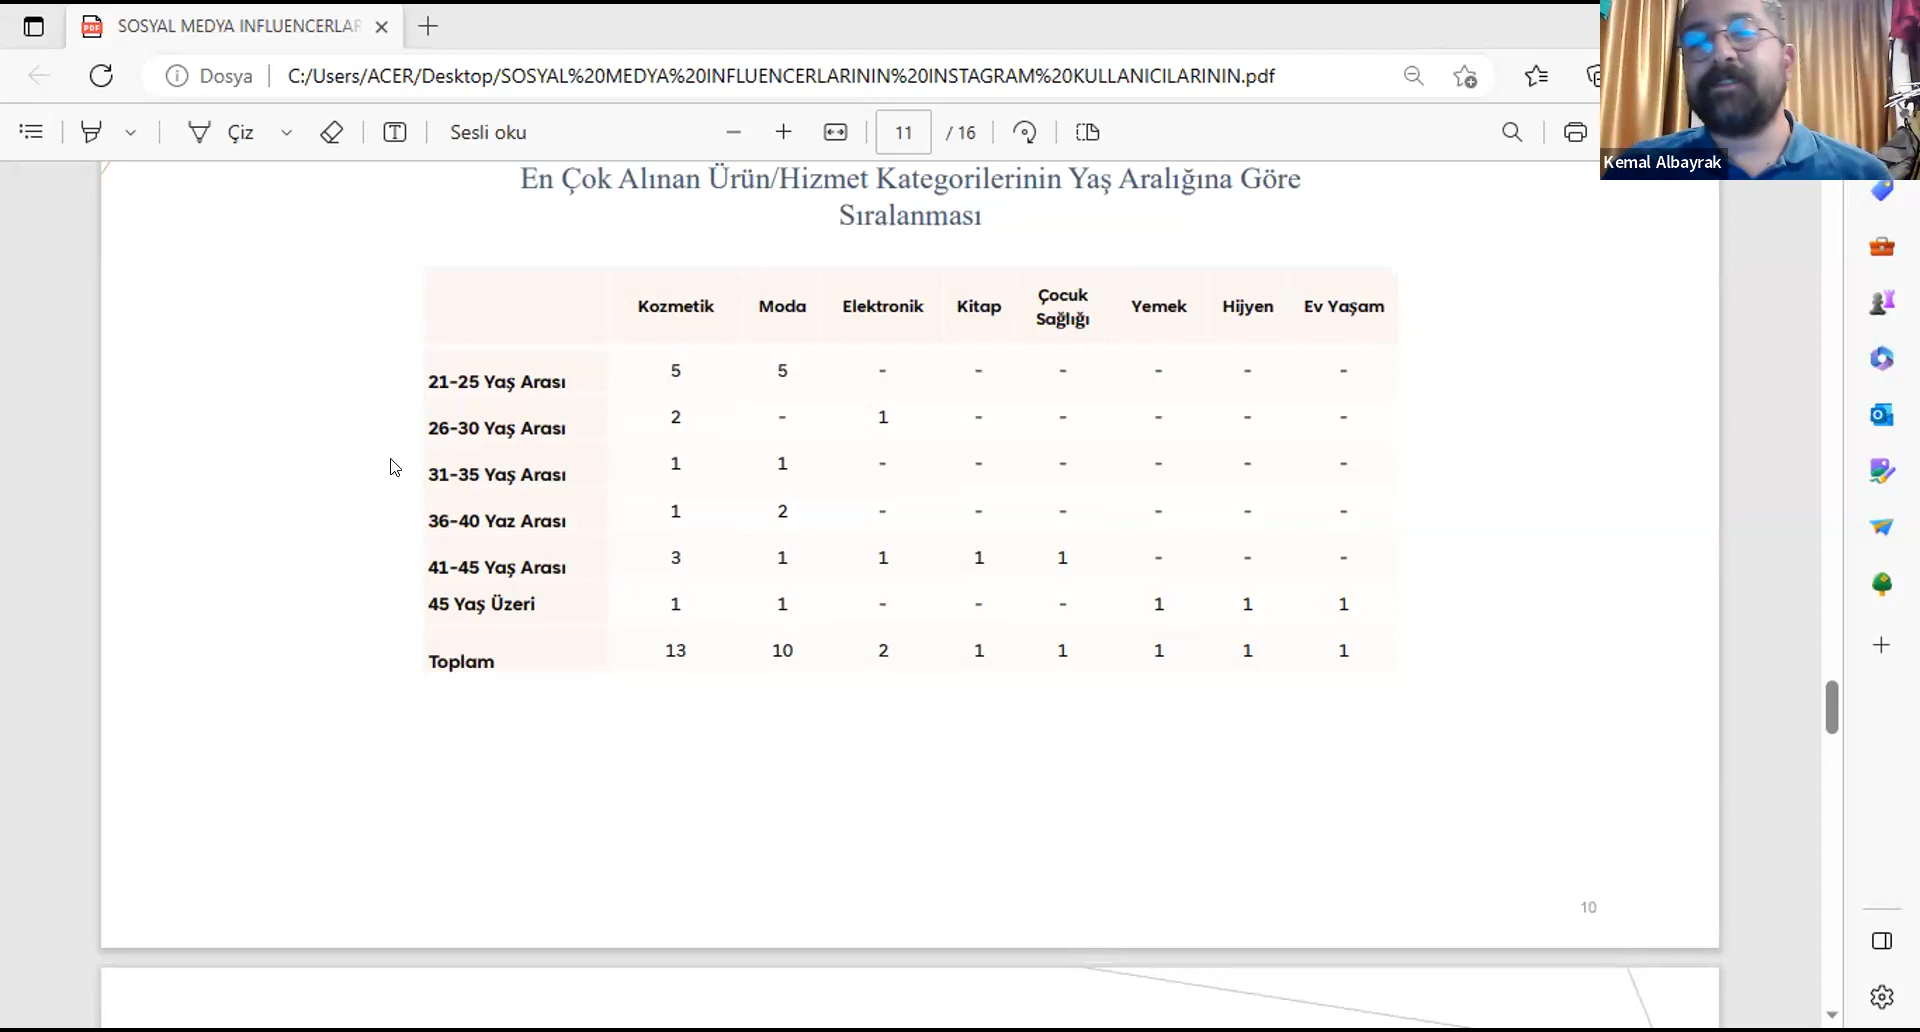 SOSYAL MEDYA INFLUENCERLAR
Dosya
C:/Users/ACER/Desktop/SOSYAL%20MEDYA%20INFLUENCERLARININ%20INSTAGRAM%20KULLANICILARININ.pdf
Çiz
Sesli oku
11 / 16
Kemal Albayrak
En Çok Alınan Ürün/Hizmet Kategorilerinin Yaş Aralığına Göre
Sıralanması
Kozmetik Moda Elektronik Kitap Çocuk Sağlığı Yemek Hijyen Ev Yaşam
21-25 Yaş Arası 5 5 - - - - - -
26-30 Yaş Arası 2 - 1 - - - - -
31-35 Yaş Arası 1 1 - - - - - -
36-40 Yaz Arası 1 2 - - - - - -
41-45 Yaş Arası 3 1 1 1 1 - - -
45 Yaş Üzeri 1 1 - - - 1 1 1
Toplam 13 10 2 1 1 1 1 1
10